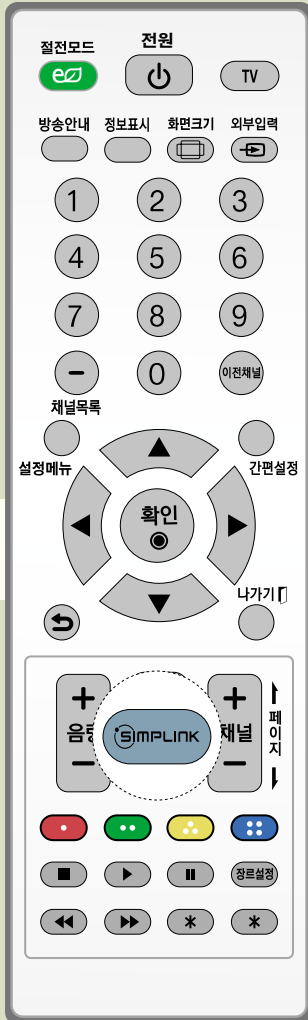 절전모드 전원
TV
방송안내 정보표시 화면크기 외부입력
1 2 3
4 5 6
7 8 9
- 0 이전채널
채널목록
설정메뉴 간편설정
확인
나가기
+ +
SIMPLINK 채널 페이지
- -
장르설정
* *